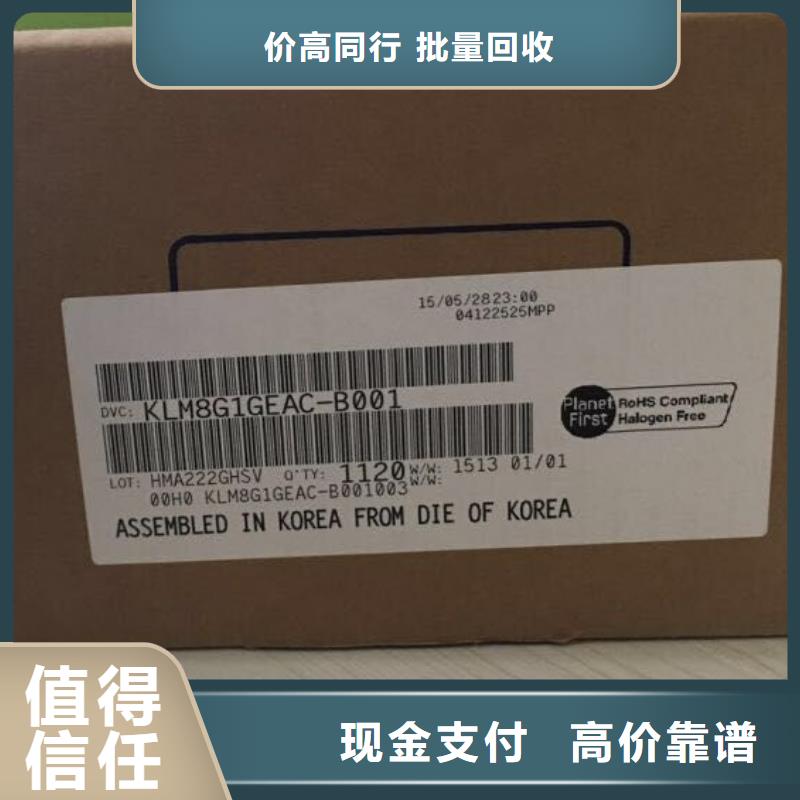 价高同行 批量回收
15/05/2823:00
04122525MPP
DVC: KLM8G1GEAC-B001
Planet First RoHS Compliant
Halogen Free
LOT: HMA222GHSV Q'TY: 1120 W/W: 1513 01/01
W/W:
00H0 KLM8G1GEAC-B001003
ASSEMBLED IN KOREA FROM DIE OF KOREA
值得
信任
现金支付 高价靠谱